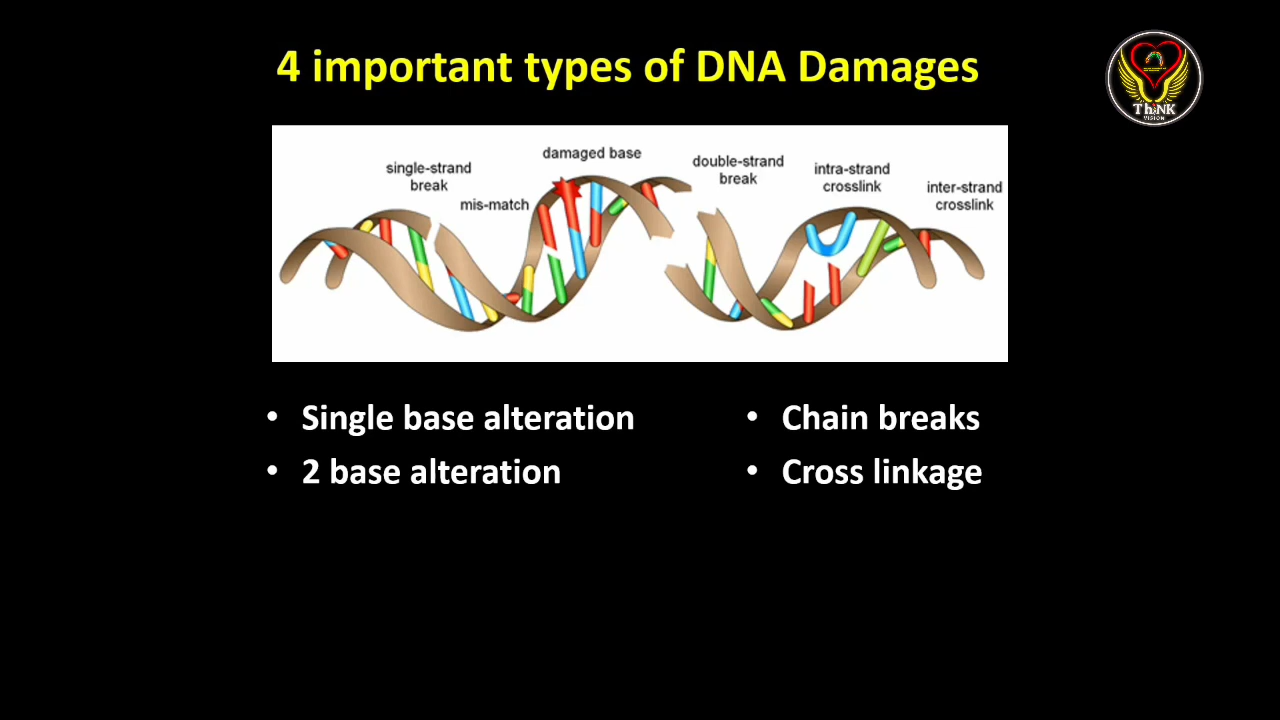 4 important types of DNA Damages
ThiNK
VISION
single-strand
break
mis-match
damaged base
double-strand
break
intra-strand
crosslink
inter-strand
crosslink
• Single base alteration
• 2 base alteration
• Chain breaks
• Cross linkage